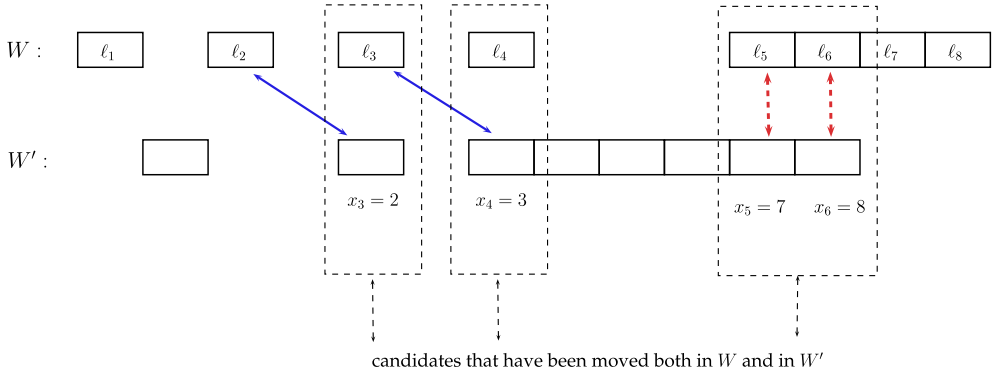 W : ℓ₁ ℓ₂ ℓ₃ ℓ₄ ℓ₅ ℓ₆ ℓ₇ ℓ₈
W′ :
x₃ = 2 x₄ = 3 x₅ = 7 x₆ = 8
candidates that have been moved both in W and in W′